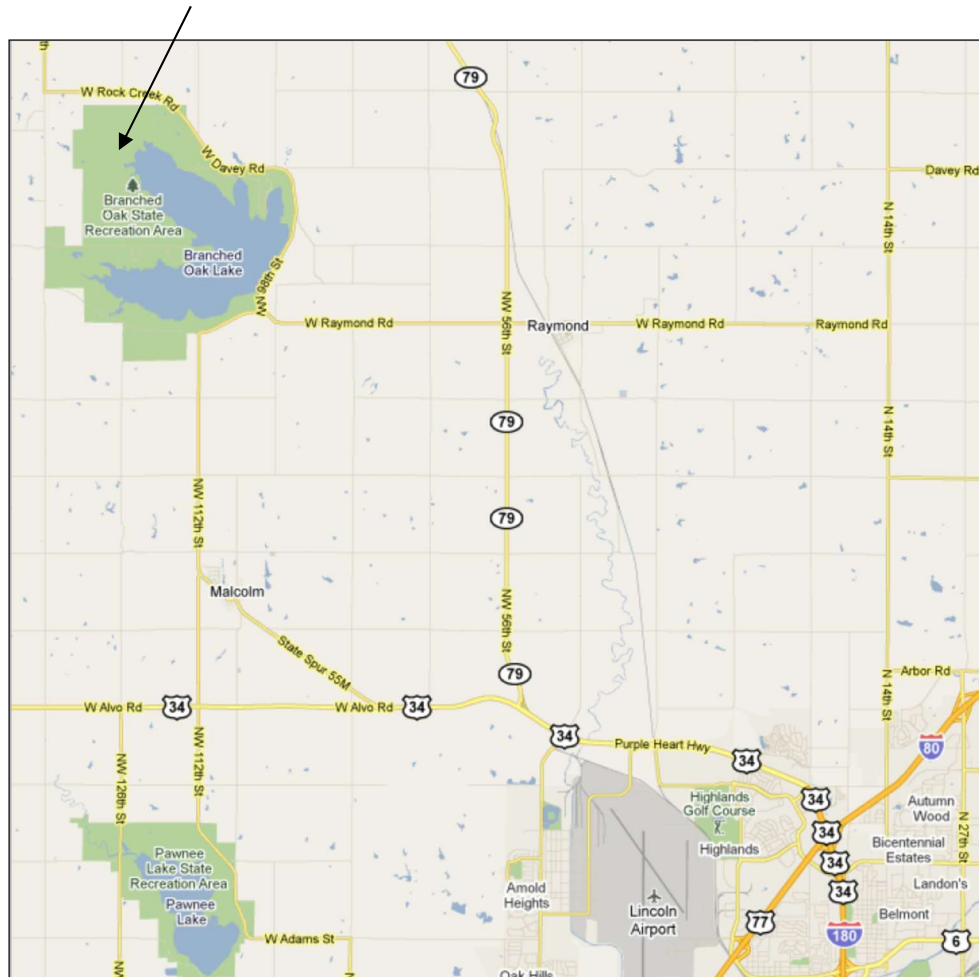 79
W Rock Creek Rd
W Davey Rd
Davey Rd
Branched
Oak State
Recreation Area
Branched
Oak Lake
N 14th St
NW 98th St
NW 56th St
W Raymond Rd
Raymond
W Raymond Rd
Raymond Rd
79
N 14th St
79
NW 112th St
Malcolm
NW 56th St
State Spur 55M
79
Arbor Rd
N 14th St
W Alvo Rd
34
W Alvo Rd
34
34
Purple Heart Hwy
34
80
NW 126th St
NW 112th St
Highlands
Golf Course
34
Autumn
Wood
N 27th St
34
Highlands
Bicentennial
Estates
34
Pawnee
Lake State
Recreation Area
Pawnee
Lake
Arnold
Heights
34
Landon's
Lincoln
Airport
77
Belmont
180
6
W Adams St
NW
N
Oak Hills